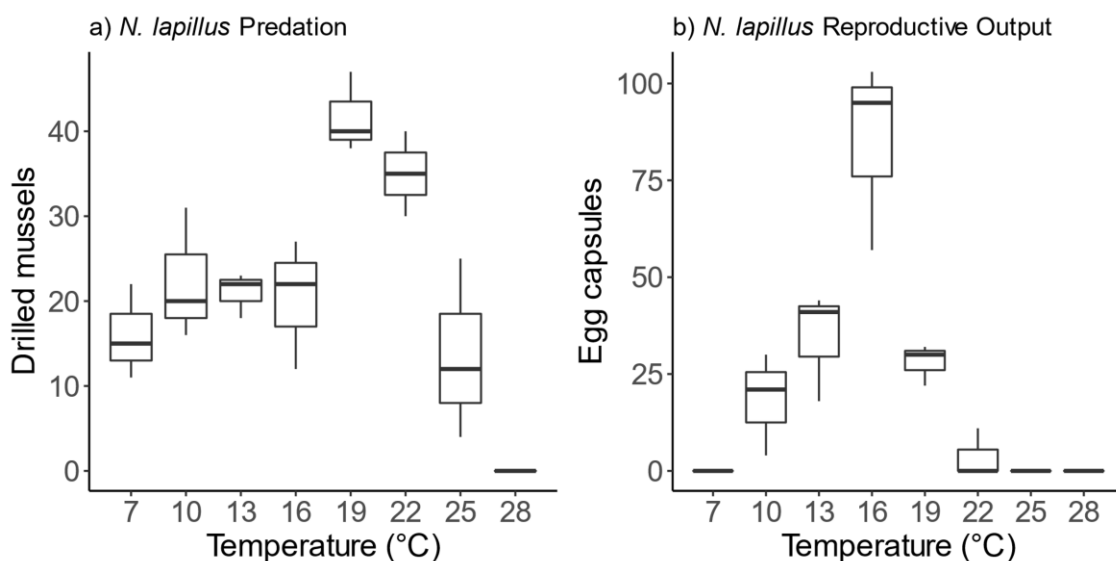 a) N. lapillus Predation
Drilled mussels
40
30
20
10
0
7 10 13 16 19 22 25 28
Temperature (°C)
b) N. lapillus Reproductive Output
Egg capsules
100
75
50
25
0
7 10 13 16 19 22 25 28
Temperature (°C)